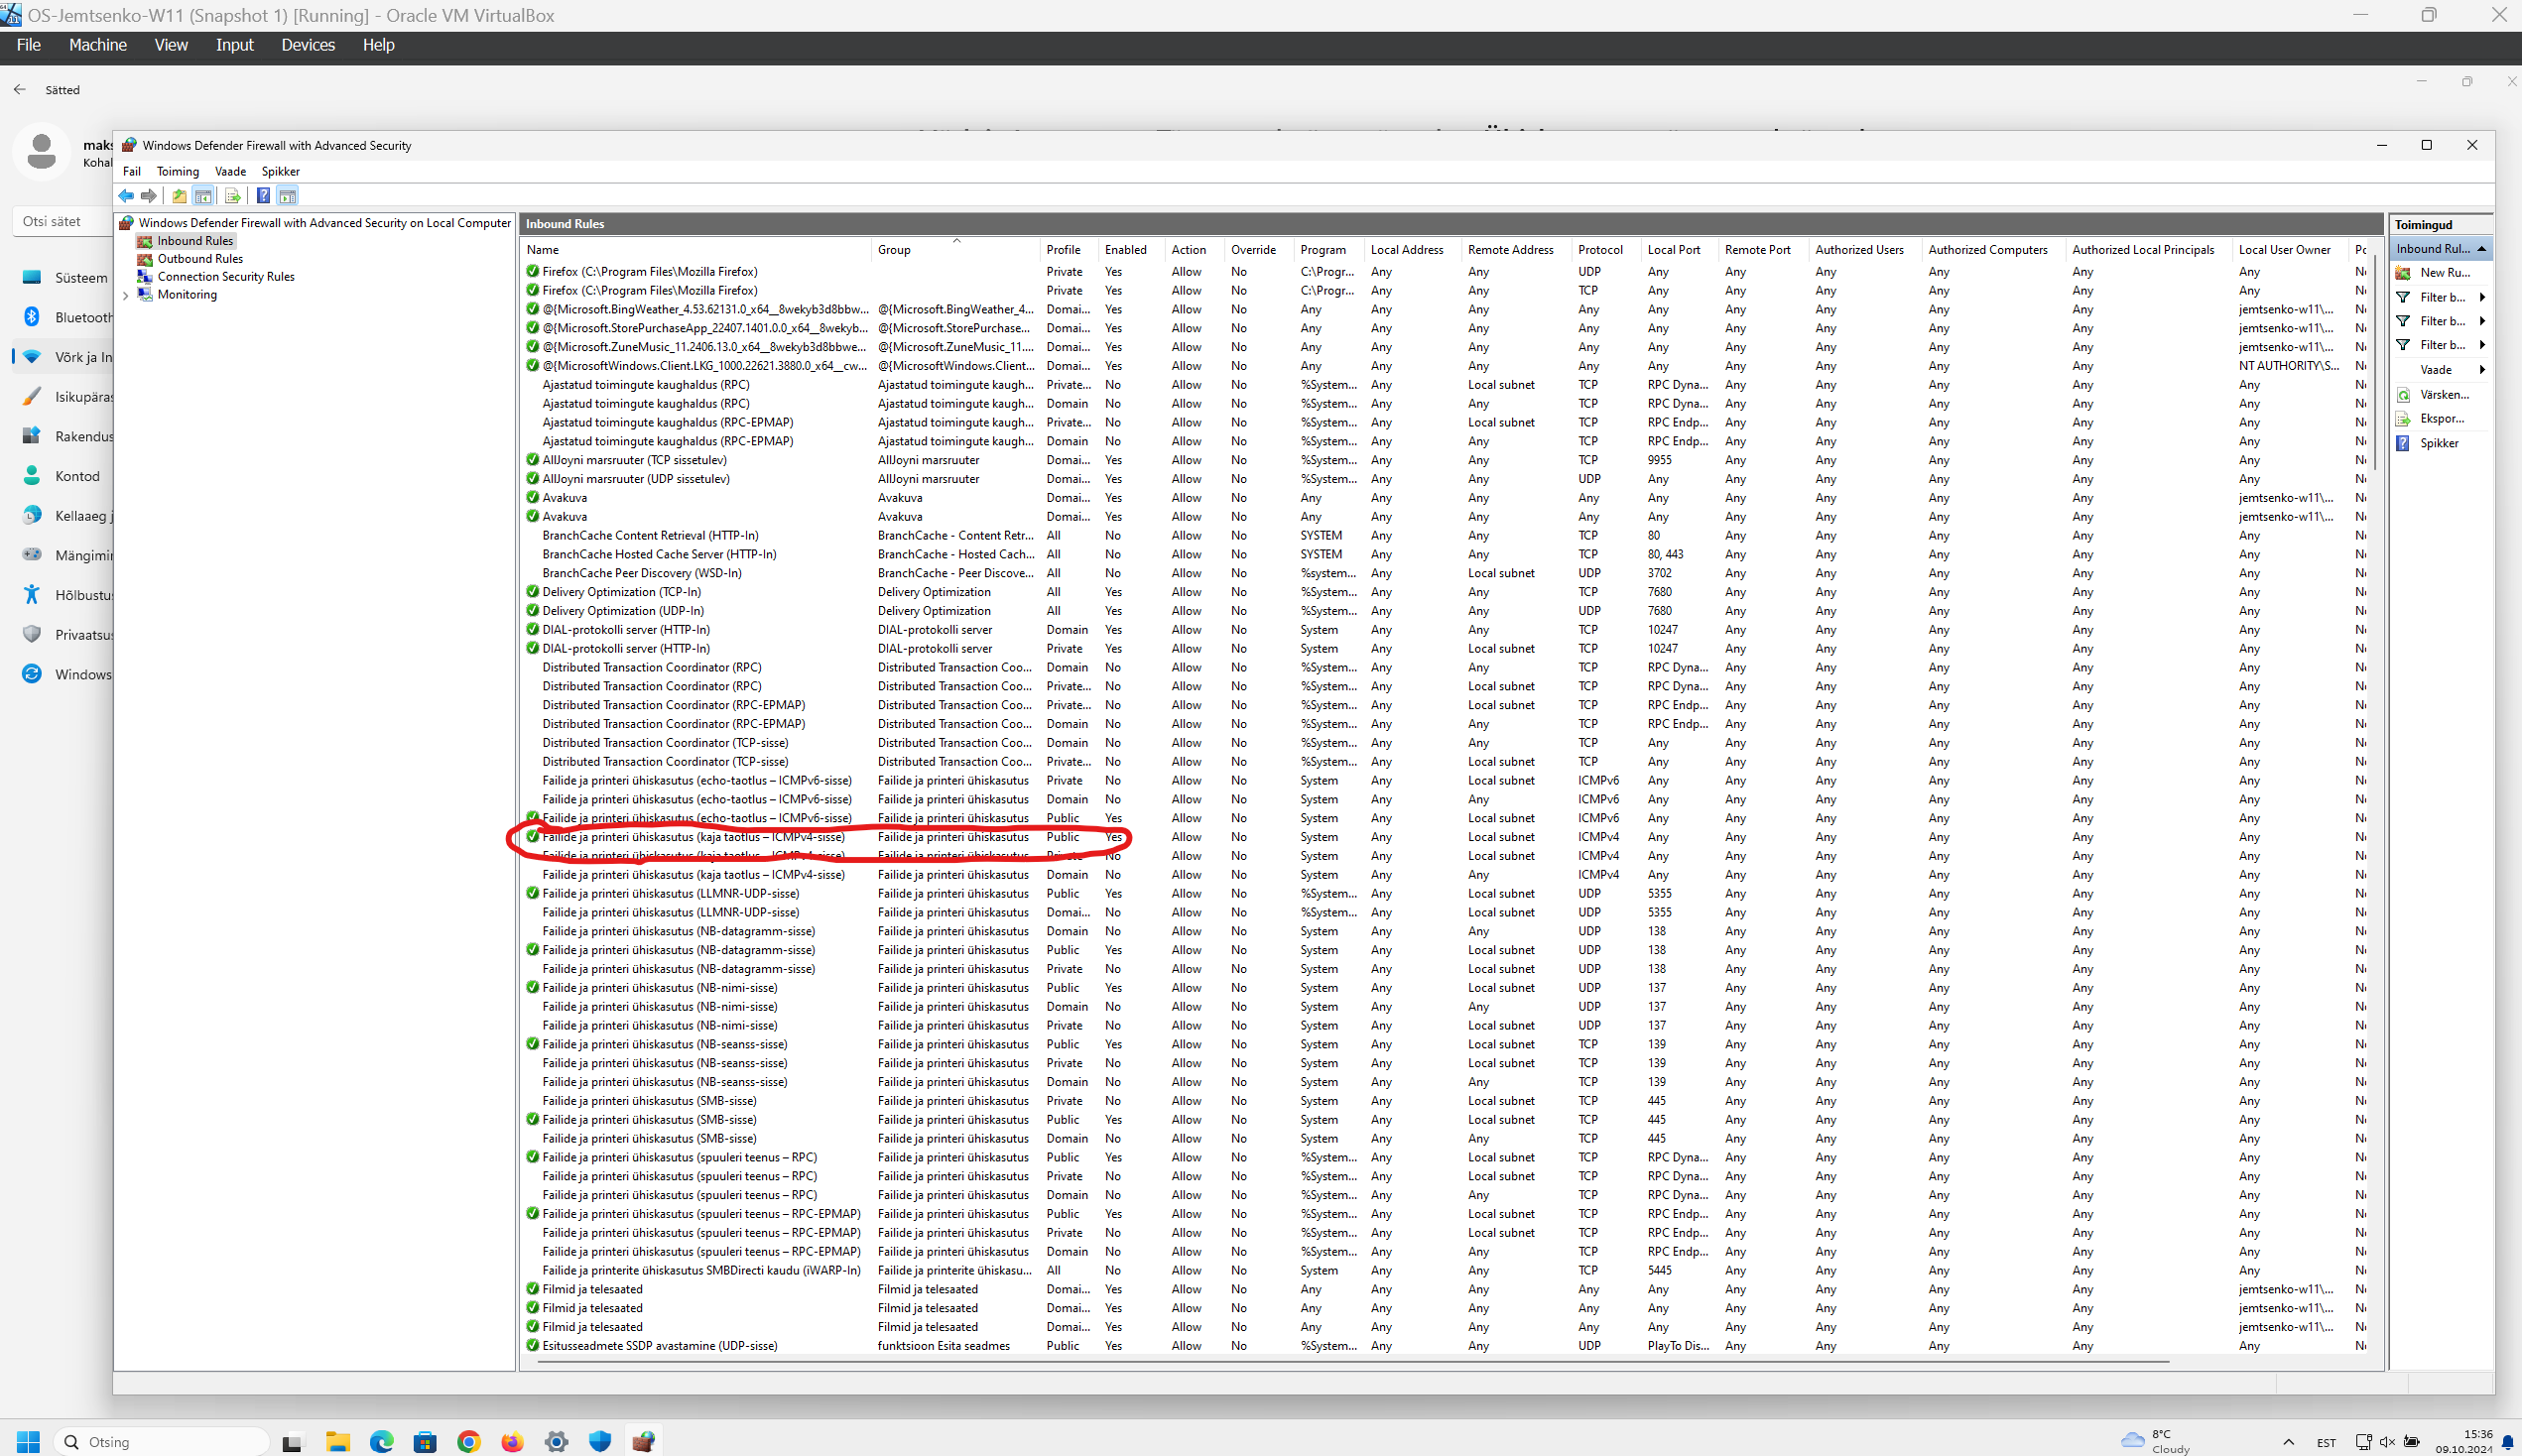 OS-Jemtsenko-W11 (Snapshot 1) [Running] - Oracle VM VirtualBox
File Machine View Input Devices Help
Sätted
Windows Defender Firewall with Advanced Security
Fail Toiming Vaade Spikker
Otsi sätet
Süsteem
Bluetooth
Võrk ja In
Isikupäras
Rakendus
Kontod
Kellaaeg j
Mängimin
Hõlbustus
Privaatsus
Windows
Windows Defender Firewall with Advanced Security on Local Computer
Inbound Rules
Outbound Rules
Connection Security Rules
Monitoring
Inbound Rules
Name Group Profile Enabled Action Override Program Local Address Remote Address Protocol Local Port Remote Port Authorized Users Authorized Computers Authorized Local Principals Local User Owner
Firefox (C:\Program Files\Mozilla Firefox) Private Yes Allow No C:\Progr... Any Any UDP Any Any Any Any Any Any
Firefox (C:\Program Files\Mozilla Firefox) Private Yes Allow No C:\Progr... Any Any TCP Any Any Any Any Any Any
@{Microsoft.BingWeather_4.53.62131.0_x64__8wekyb3d8bbw... @{Microsoft.BingWeather_4... Domai... Yes Allow No Any Any Any Any Any Any Any Any Any jemtsenko-w11\...
@{Microsoft.StorePurchaseApp_22407.1401.0.0_x64__8wekyb... @{Microsoft.StorePurchase... Domai... Yes Allow No Any Any Any Any Any Any Any Any Any jemtsenko-w11\...
@{Microsoft.ZuneMusic_11.2406.13.0_x64__8wekyb3d8bbwe... @{Microsoft.ZuneMusic_11.... Domai... Yes Allow No Any Any Any Any Any Any Any Any Any jemtsenko-w11\...
@{MicrosoftWindows.Client.LKG_1000.22621.3880.0_x64__cw... @{MicrosoftWindows.Client... Domai... Yes Allow No Any Any Any Any Any Any Any Any Any NT AUTHORITY\S...
Ajastatud toimingute kaughaldus (RPC) Ajastatud toimingute kaugh... Private... No Allow No %System... Any Local subnet TCP RPC Dyna... Any Any Any Any Any
Ajastatud toimingute kaughaldus (RPC) Ajastatud toimingute kaugh... Domain No Allow No %System... Any Any TCP RPC Dyna... Any Any Any Any Any
Ajastatud toimingute kaughaldus (RPC-EPMAP) Ajastatud toimingute kaugh... Private... No Allow No %System... Any Local subnet TCP RPC Endp... Any Any Any Any Any
Ajastatud toimingute kaughaldus (RPC-EPMAP) Ajastatud toimingute kaugh... Domain No Allow No %System... Any Any TCP RPC Endp... Any Any Any Any Any
AllJoyni marsruuter (TCP sissetulev) AllJoyni marsruuter Domai... Yes Allow No %System... Any Any TCP 9955 Any Any Any Any Any
AllJoyni marsruuter (UDP sissetulev) AllJoyni marsruuter Domai... Yes Allow No %System... Any Any UDP Any Any Any Any Any Any
Avakuva Avakuva Domai... Yes Allow No Any Any Any Any Any Any Any Any Any jemtsenko-w11\...
Avakuva Avakuva Domai... Yes Allow No Any Any Any Any Any Any Any Any Any jemtsenko-w11\...
BranchCache Content Retrieval (HTTP-In) BranchCache - Content Retr... All No Allow No SYSTEM Any Any TCP 80 Any Any Any Any Any
BranchCache Hosted Cache Server (HTTP-In) BranchCache - Hosted Cach... All No Allow No SYSTEM Any Any TCP 80, 443 Any Any Any Any Any
BranchCache Peer Discovery (WSD-In) BranchCache - Peer Discove... All No Allow No %system... Any Local subnet UDP 3702 Any Any Any Any Any
Delivery Optimization (TCP-In) Delivery Optimization All Yes Allow No %System... Any Any TCP 7680 Any Any Any Any Any
Delivery Optimization (UDP-In) Delivery Optimization All Yes Allow No %System... Any Any UDP 7680 Any Any Any Any Any
DIAL-protokolli server (HTTP-In) DIAL-protokolli server Domain Yes Allow No System Any Any TCP 10247 Any Any Any Any Any
DIAL-protokolli server (HTTP-In) DIAL-protokolli server Private Yes Allow No System Any Local subnet TCP 10247 Any Any Any Any Any
Distributed Transaction Coordinator (RPC) Distributed Transaction Coo... Domain No Allow No %System... Any Any TCP RPC Dyna... Any Any Any Any Any
Distributed Transaction Coordinator (RPC) Distributed Transaction Coo... Private... No Allow No %System... Any Local subnet TCP RPC Dyna... Any Any Any Any Any
Distributed Transaction Coordinator (RPC-EPMAP) Distributed Transaction Coo... Private... No Allow No %System... Any Local subnet TCP RPC Endp... Any Any Any Any Any
Distributed Transaction Coordinator (RPC-EPMAP) Distributed Transaction Coo... Domain No Allow No %System... Any Any TCP RPC Endp... Any Any Any Any Any
Distributed Transaction Coordinator (TCP-sisse) Distributed Transaction Coo... Domain No Allow No %System... Any Any TCP Any Any Any Any Any Any
Distributed Transaction Coordinator (TCP-sisse) Distributed Transaction Coo... Private... No Allow No %System... Any Local subnet TCP Any Any Any Any Any Any
Failide ja printeri ühiskasutus (echo-taotlus – ICMPv6-sisse) Failide ja printeri ühiskasutus Private No Allow No System Any Local subnet ICMPv6 Any Any Any Any Any Any
Failide ja printeri ühiskasutus (echo-taotlus – ICMPv6-sisse) Failide ja printeri ühiskasutus Domain No Allow No System Any Any ICMPv6 Any Any Any Any Any Any
Failide ja printeri ühiskasutus (echo-taotlus – ICMPv6-sisse) Failide ja printeri ühiskasutus Public Yes Allow No System Any Local subnet ICMPv6 Any Any Any Any Any Any
Failide ja printeri ühiskasutus (kaja taotlus – ICMPv4-sisse) Failide ja printeri ühiskasutus Public Yes Allow No System Any Local subnet ICMPv4 Any Any Any Any Any Any
Failide ja printeri ühiskasutus (kaja taotlus – ICMPv4-sisse) Failide ja printeri ühiskasutus Private No Allow No System Any Local subnet ICMPv4 Any Any Any Any Any Any
Failide ja printeri ühiskasutus (kaja taotlus – ICMPv4-sisse) Failide ja printeri ühiskasutus Domain No Allow No System Any Any ICMPv4 Any Any Any Any Any Any
Failide ja printeri ühiskasutus (LLMNR-UDP-sisse) Failide ja printeri ühiskasutus Public Yes Allow No %System... Any Local subnet UDP 5355 Any Any Any Any Any
Failide ja printeri ühiskasutus (LLMNR-UDP-sisse) Failide ja printeri ühiskasutus Domai... No Allow No %System... Any Local subnet UDP 5355 Any Any Any Any Any
Failide ja printeri ühiskasutus (NB-datagramm-sisse) Failide ja printeri ühiskasutus Domain No Allow No System Any Any UDP 138 Any Any Any Any Any
Failide ja printeri ühiskasutus (NB-datagramm-sisse) Failide ja printeri ühiskasutus Public Yes Allow No System Any Local subnet UDP 138 Any Any Any Any Any
Failide ja printeri ühiskasutus (NB-datagramm-sisse) Failide ja printeri ühiskasutus Private No Allow No System Any Local subnet UDP 138 Any Any Any Any Any
Failide ja printeri ühiskasutus (NB-nimi-sisse) Failide ja printeri ühiskasutus Public Yes Allow No System Any Local subnet UDP 137 Any Any Any Any Any
Failide ja printeri ühiskasutus (NB-nimi-sisse) Failide ja printeri ühiskasutus Domain No Allow No System Any Any UDP 137 Any Any Any Any Any
Failide ja printeri ühiskasutus (NB-nimi-sisse) Failide ja printeri ühiskasutus Private No Allow No System Any Local subnet UDP 137 Any Any Any Any Any
Failide ja printeri ühiskasutus (NB-seanss-sisse) Failide ja printeri ühiskasutus Public Yes Allow No System Any Local subnet TCP 139 Any Any Any Any Any
Failide ja printeri ühiskasutus (NB-seanss-sisse) Failide ja printeri ühiskasutus Private No Allow No System Any Local subnet TCP 139 Any Any Any Any Any
Failide ja printeri ühiskasutus (NB-seanss-sisse) Failide ja printeri ühiskasutus Domain No Allow No System Any Any TCP 139 Any Any Any Any Any
Failide ja printeri ühiskasutus (SMB-sisse) Failide ja printeri ühiskasutus Private No Allow No System Any Local subnet TCP 445 Any Any Any Any Any
Failide ja printeri ühiskasutus (SMB-sisse) Failide ja printeri ühiskasutus Public Yes Allow No System Any Local subnet TCP 445 Any Any Any Any Any
Failide ja printeri ühiskasutus (SMB-sisse) Failide ja printeri ühiskasutus Domain No Allow No System Any Any TCP 445 Any Any Any Any Any
Failide ja printeri ühiskasutus (spuuleri teenus – RPC) Failide ja printeri ühiskasutus Public Yes Allow No %System... Any Local subnet TCP RPC Dyna... Any Any Any Any Any
Failide ja printeri ühiskasutus (spuuleri teenus – RPC) Failide ja printeri ühiskasutus Private No Allow No %System... Any Local subnet TCP RPC Dyna... Any Any Any Any Any
Failide ja printeri ühiskasutus (spuuleri teenus – RPC) Failide ja printeri ühiskasutus Domain No Allow No %System... Any Any TCP RPC Dyna... Any Any Any Any Any
Failide ja printeri ühiskasutus (spuuleri teenus – RPC-EPMAP) Failide ja printeri ühiskasutus Public Yes Allow No %System... Any Local subnet TCP RPC Endp... Any Any Any Any Any
Failide ja printeri ühiskasutus (spuuleri teenus – RPC-EPMAP) Failide ja printeri ühiskasutus Private No Allow No %System... Any Local subnet TCP RPC Endp... Any Any Any Any Any
Failide ja printeri ühiskasutus (spuuleri teenus – RPC-EPMAP) Failide ja printeri ühiskasutus Domain No Allow No %System... Any Any TCP RPC Endp... Any Any Any Any Any
Failide ja printerite ühiskasutus SMBDirecti kaudu (iWARP-In) Failide ja printerite ühiskasu... All No Allow No System Any Any TCP 5445 Any Any Any Any Any
Filmid ja telesaated Filmid ja telesaated Domai... Yes Allow No Any Any Any Any Any Any Any Any Any jemtsenko-w11\...
Filmid ja telesaated Filmid ja telesaated Domai... Yes Allow No Any Any Any Any Any Any Any Any Any jemtsenko-w11\...
Filmid ja telesaated Filmid ja telesaated Domai... Yes Allow No Any Any Any Any Any Any Any Any Any jemtsenko-w11\...
Esitusseadmete SSDP avastamine (UDP-sisse) funktsioon Esita seadmes Public Yes Allow No %System... Any Any UDP PlayTo Dis... Any Any Any Any Any
Toimingud
Inbound Rul...
New Ru...
Filter b...
Filter b...
Filter b...
Vaade
Värsken...
Ekspor...
Spikker
Otsing
8°C
Cloudy
EST
15:36
09.10.2024